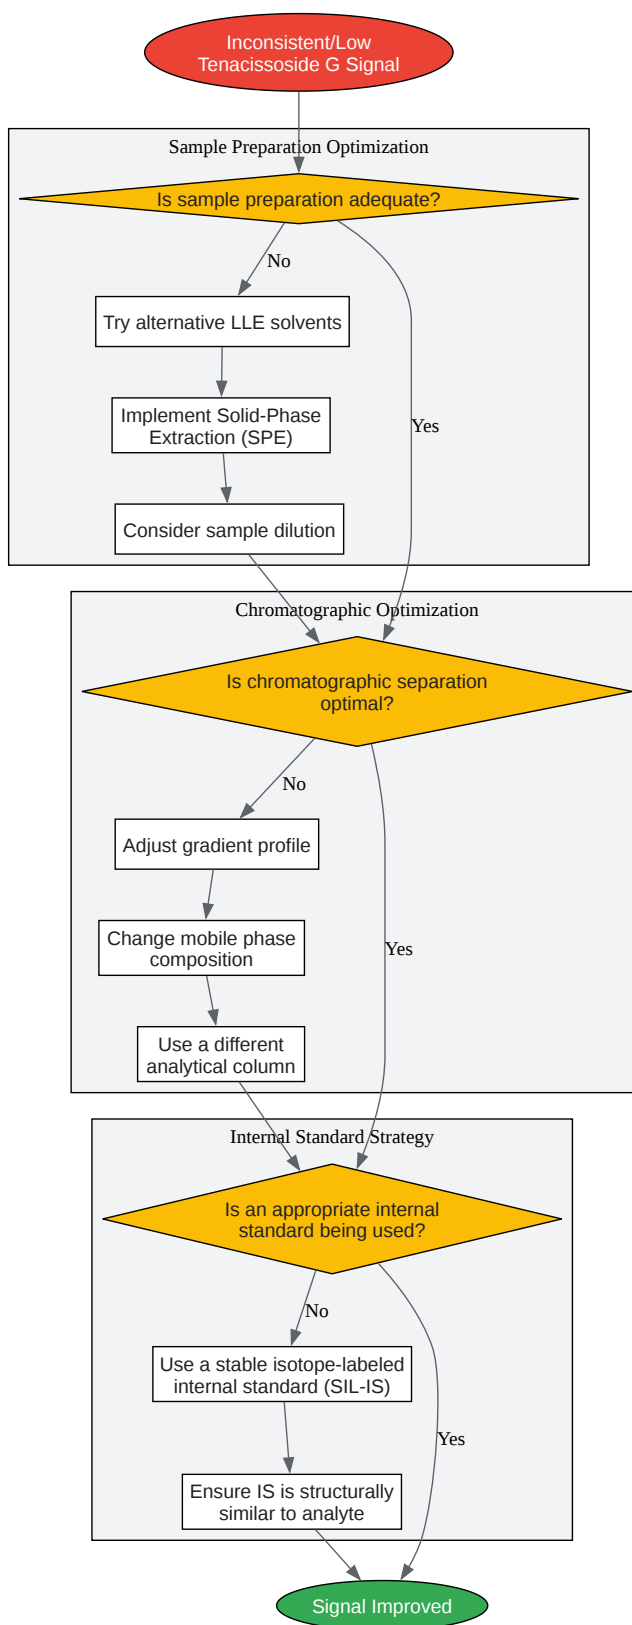 Inconsistent/Low
Tenacissoside G Signal
Sample Preparation Optimization
Is sample preparation adequate?
No
Try alternative LLE solvents
Implement Solid-Phase
Extraction (SPE)
Yes
Consider sample dilution
Chromatographic Optimization
Is chromatographic separation
optimal?
No
Adjust gradient profile
Change mobile phase
composition
Yes
Use a different
analytical column
Internal Standard Strategy
Is an appropriate internal
standard being used?
No
Use a stable isotope-labeled
internal standard (SIL-IS)
Yes
Ensure IS is structurally
similar to analyte
Signal Improved